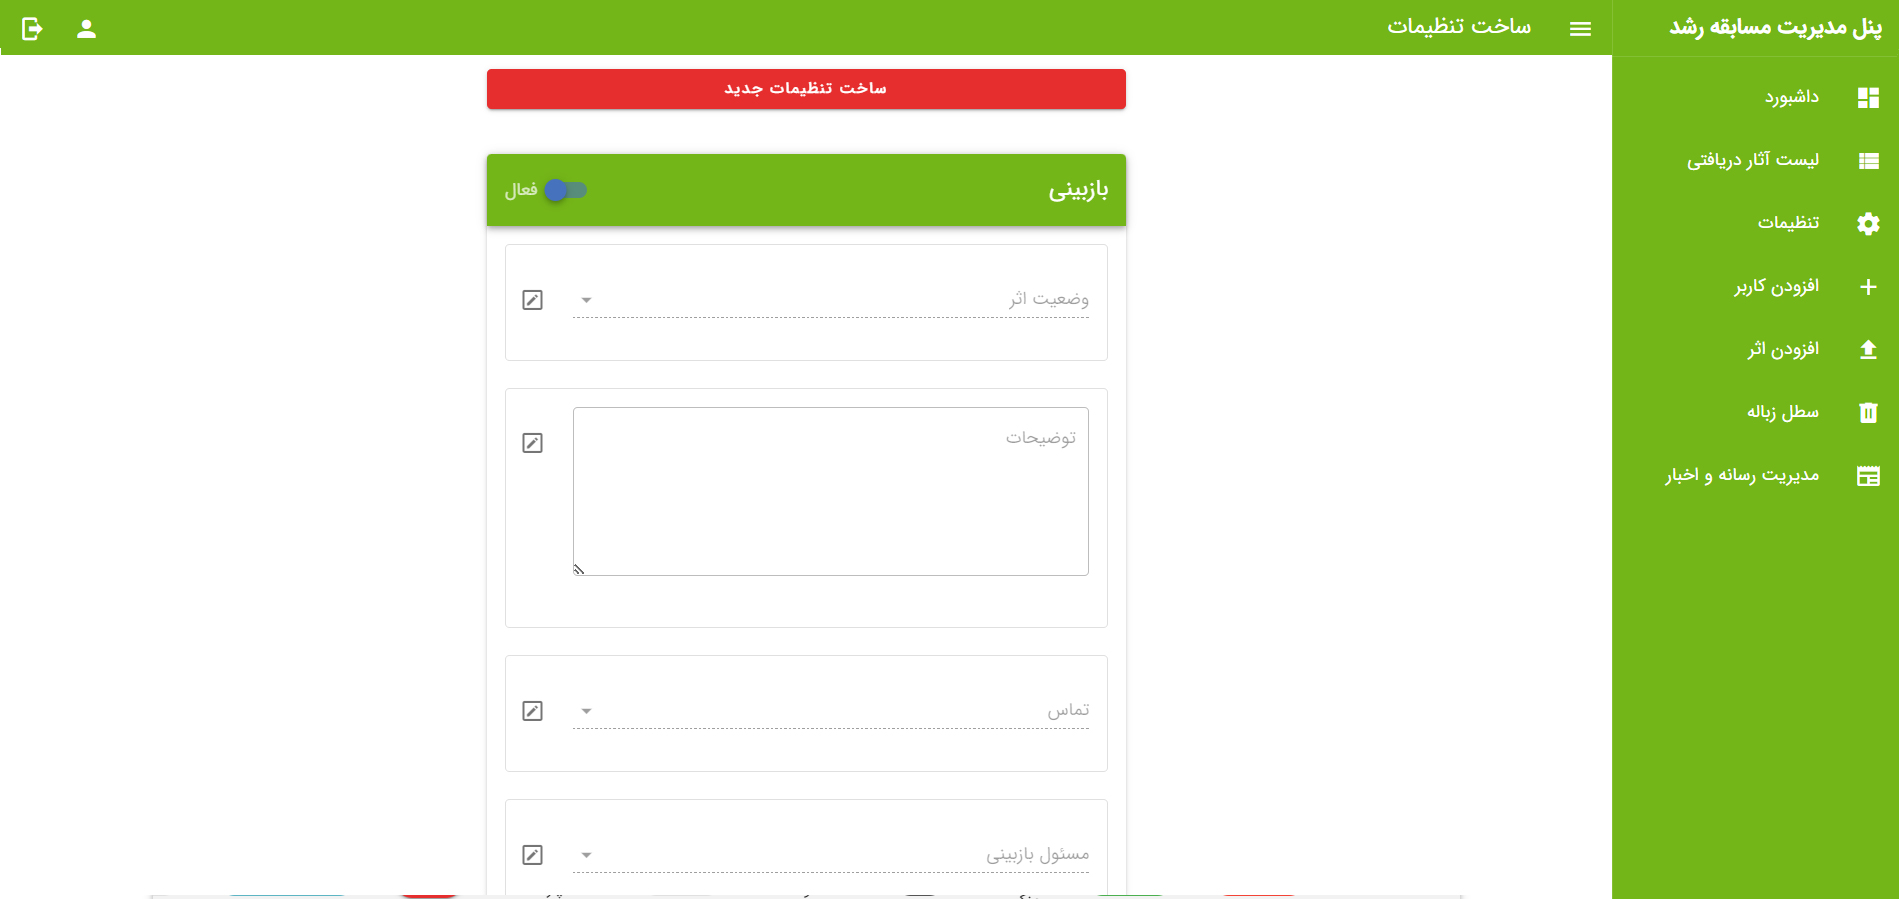 پنل مدیریت مسابقه رشد
داشبورد
لیست آثار دریافتی
تنظیمات
افزودن کاربر
افزودن اثر
سطل زباله
مدیریت رسانه و اخبار
ساخت تنظیمات
ساخت تنظیمات جدید
بازبینی
فعال
وضعیت اثر
توضیحات
تماس
مسئول بازبینی